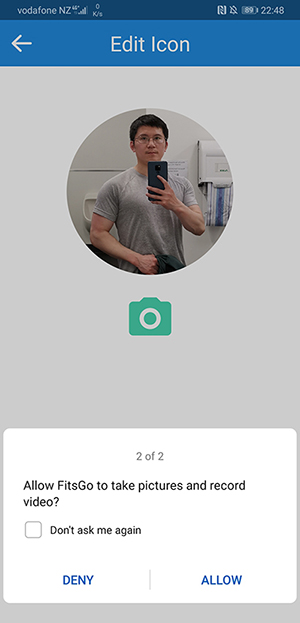 vodafone NZ 4G+ 0 K/s 89 22:48
Edit Icon
2 of 2
Allow FitsGo to take pictures and record
video?
Don't ask me again
DENY
ALLOW